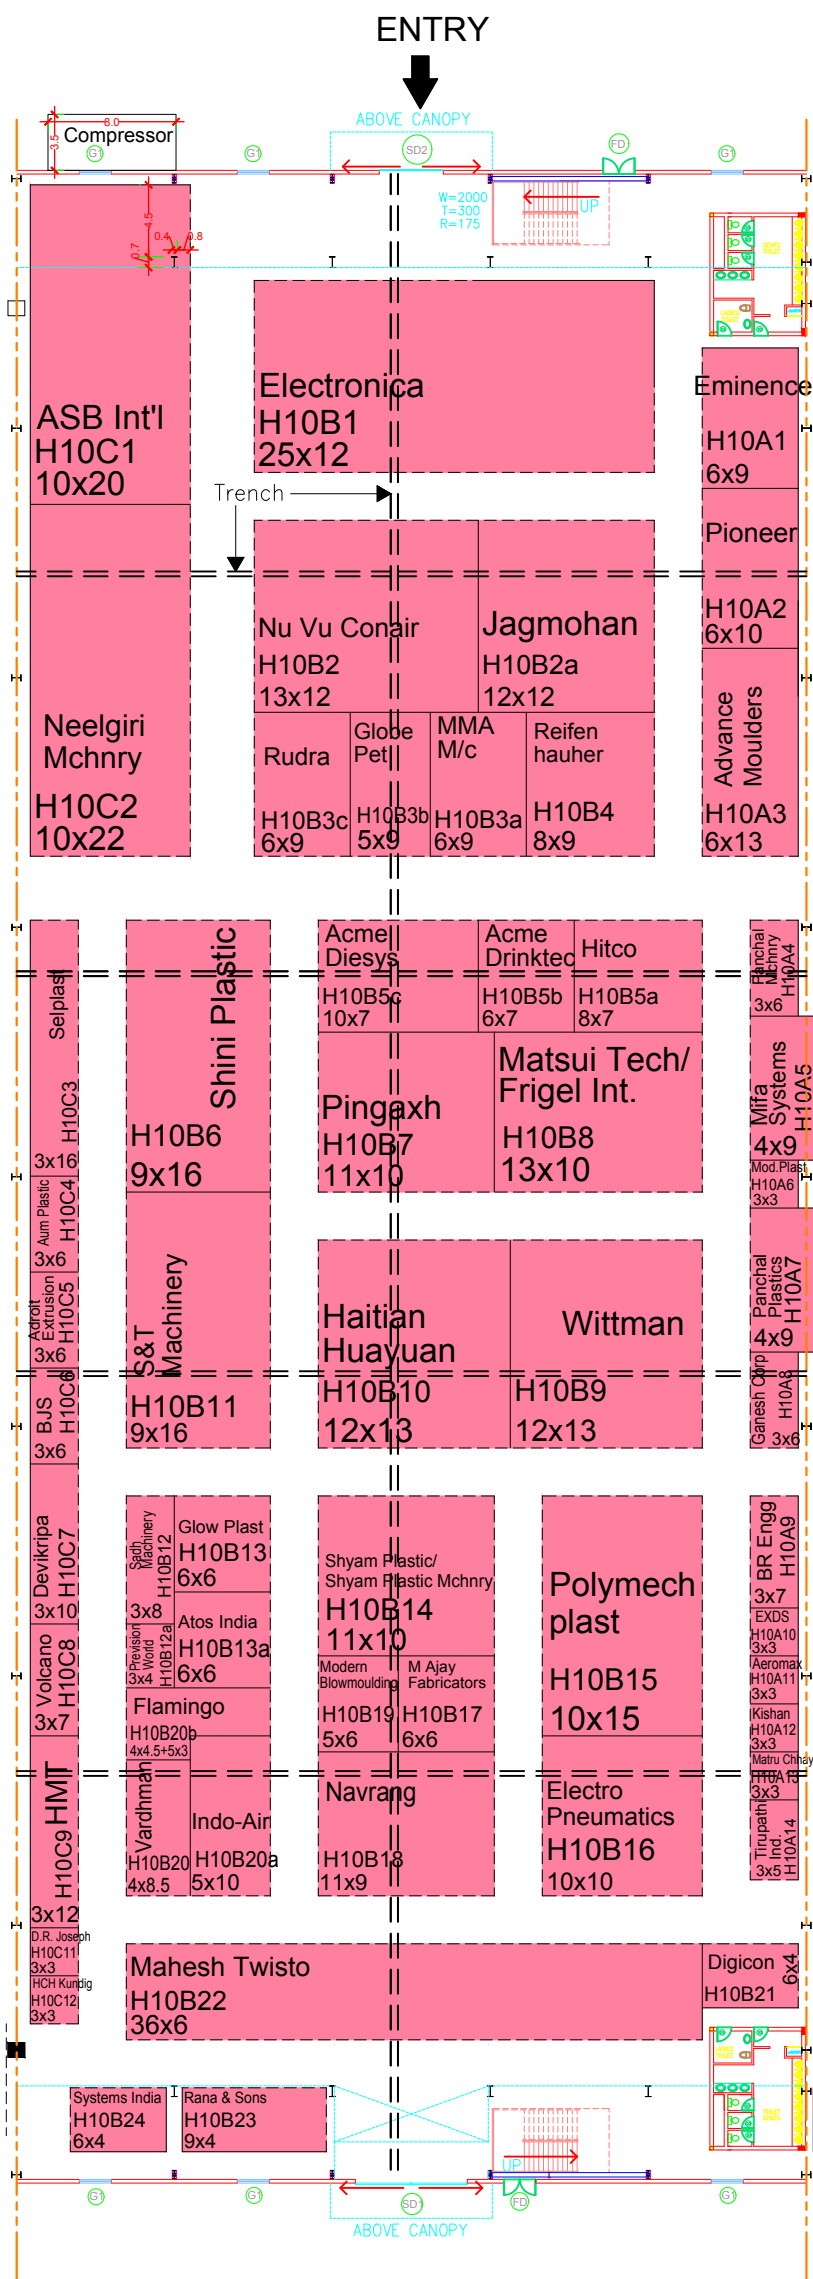 ENTRY
ABOVE CANOPY
8.0
3.5
Compressor
G1
G1
SD2
FD
G1
W=2000
T=300
R=175
UP
4.5
0.4
0.8
0.7
GENTS
TOILET
LADIES
TOILET
ASB Int'l
H10C1
10x20
Electronica
H10B1
25x12
Eminence
H10A1
6x9
Trench
Pioneer
H10A2
6x10
Nu Vu Conair
H10B2
13x12
Jagmohan
H10B2a
12x12
Neelgiri
Mchnry
H10C2
10x22
Rudra
H10B3c
6x9
Globe
Pet
H10B3b
5x9
MMA
M/c
H10B3a
6x9
Reifen
hauher
H10B4
8x9
Advance
Moulders
H10A3
6x13
Selplast
H10C3
3x16
Shini Plastic
H10B6
9x16
Acme
Diesys
H10B5c
10x7
Acme
Drinktec
H10B5b
6x7
Hitco
H10B5a
8x7
Panchal
Mchnry
H10A4
3x6
Pingaxh
H10B7
11x10
Matsui Tech/
Frigel Int.
H10B8
13x10
Mifa
Systems
H10A5
4x9
Mod.Plast
H10A6
3x3
Aum Plastic
H10C4
3x6
Adroit
Extrusion
H10C5
3x6
S&T
Machinery
H10B11
9x16
Haitian
Huayuan
H10B10
12x13
Wittman
H10B9
12x13
Panchal
Plastics
H10A7
4x9
Ganesh Corp
H10A8
3x6
BJS
H10C6
3x6
Devikripa
H10C7
3x10
Sadh
Machinery
H10B12
3x8
Glow Plast
H10B13
6x6
Shyam Plastic/
Shyam Plastic Mchnry
H10B14
11x10
Polymech
plast
H10B15
10x15
BR Engg
H10A9
3x7
EXDS
H10A10
3x3
Volcano
H10C8
3x7
Prevision
World
H10B12a
3x4
Atos India
H10B13a
6x6
Modern
Blowmoulding
H10B19
5x6
M Ajay
Fabricators
H10B17
6x6
Aeromax
H10A11
3x3
Kishan
H10A12
3x3
Flamingo
H10B20b
4x4.5+5x3
HMT
H10C9
3x12
Vardhman
H10B20
4x8.5
Indo-Air
H10B20a
5x10
Navrang
H10B18
11x9
Electro
Pneumatics
H10B16
10x10
Matru Chhay
H10A13
3x3
Tirupathi
Ind.
H10A14
3x5
D.R. Joseph
H10C11
3x3
HCH Kundig
H10C12
3x3
Mahesh Twisto
H10B22
36x6
Digicon
H10B21
6x4
LADIES
TOILET
TOILET
GENTS
Systems India
H10B24
6x4
Rana & Sons
H10B23
9x4
UP
G1
G1
SD1
FD
G1
ABOVE CANOPY